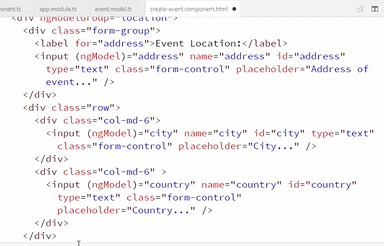 onent.ts app.module.ts event.model.ts create-event.component.html
<div ngModelGroup="location">
<div class="form-group">
<label for="address">Event Location:</label>
<input (ngModel)="address" name="address" id="address"
type="text" class="form-control" placeholder="Address of
event..." />
</div>
<div class="row">
<div class="col-md-6">
<input (ngModel)="city" name="city" id="city" type="text"
class="form-control" placeholder="City..." />
</div>
<div class="col-md-6" >
<input (ngModel)="country" name="country" id="country"
type="text" class="form-control"
placeholder="Country..." />
</div>
</div>